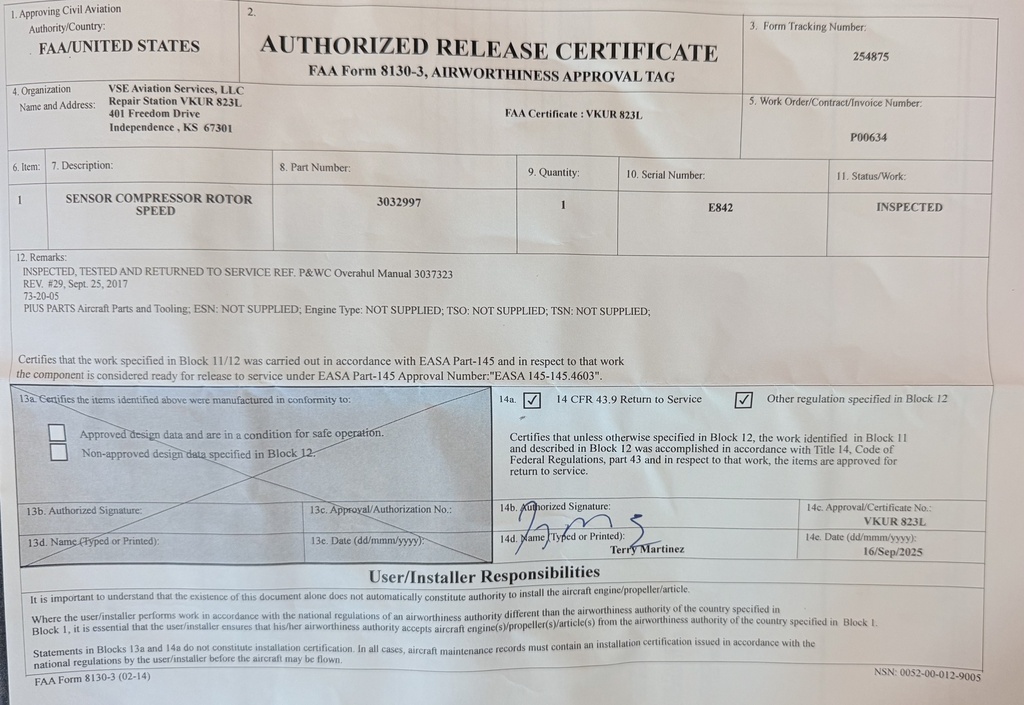 1. Approving Civil Aviation
Authority/Country:
FAA/UNITED STATES
2.
AUTHORIZED RELEASE CERTIFICATE
FAA Form 8130-3, AIRWORTHINESS APPROVAL TAG
3. Form Tracking Number:
254875
4. Organization
Name and Address:
VSE Aviation Services, LLC
Repair Station VKUR 823L
401 Freedom Drive
Independence , KS 67301
FAA Certificate : VKUR 823L
5. Work Order/Contract/Invoice Number:
P00634
6. Item:
7. Description:
8. Part Number:
9. Quantity:
10. Serial Number:
11. Status/Work:
1
SENSOR COMPRESSOR ROTOR
SPEED
3032997
1
E842
INSPECTED
12. Remarks:
INSPECTED, TESTED AND RETURNED TO SERVICE REF. P&WC Overahul Manual 3037323
REV. #29, Sept. 25, 2017
73-20-05
PIUS PARTS Aircraft Parts and Tooling; ESN: NOT SUPPLIED; Engine Type: NOT SUPPLIED; TSO: NOT SUPPLIED; TSN: NOT SUPPLIED;
Certifies that the work specified in Block 11/12 was carried out in accordance with EASA Part-145 and in respect to that work
the component is considered ready for release to service under EASA Part-145 Approval Number:"EASA 145-145.4603".
13a. Certifies the items identified above were manufactured in conformity to:
Approved design data and are in a condition for safe operation.
Non-approved design data specified in Block 12.
14a.
14 CFR 43.9 Return to Service
Other regulation specified in Block 12
Certifies that unless otherwise specified in Block 12, the work identified in Block 11
and described in Block 12 was accomplished in accordance with Title 14, Code of
Federal Regulations, part 43 and in respect to that work, the items are approved for
return to service.
13b. Authorized Signature:
13c. Approval/Authorization No.:
14b. Authorized Signature:
14c. Approval/Certificate No.:
VKUR 823L
13d. Name (Typed or Printed):
13e. Date (dd/mmm/yyyy):
14d. Name (Typed or Printed):
Terry Martinez
14e. Date (dd/mmm/yyyy):
16/Sep/2025
User/Installer Responsibilities
It is important to understand that the existence of this document alone does not automatically constitute authority to install the aircraft engine/propeller/article.
Where the user/installer performs work in accordance with the national regulations of an airworthiness authority different than the airworthiness authority of the country specified in
Block 1, it is essential that the user/installer ensures that his/her airworthiness authority accepts aircraft engine(s)/propeller(s)/article(s) from the airworthiness authority of the country specified in Block 1.
Statements in Blocks 13a and 14a do not constitute installation certification. In all cases, aircraft maintenance records must contain an installation certification issued in accordance with the
national regulations by the user/installer before the aircraft may be flown.
FAA Form 8130-3 (02-14)
NSN: 0052-00-012-9005